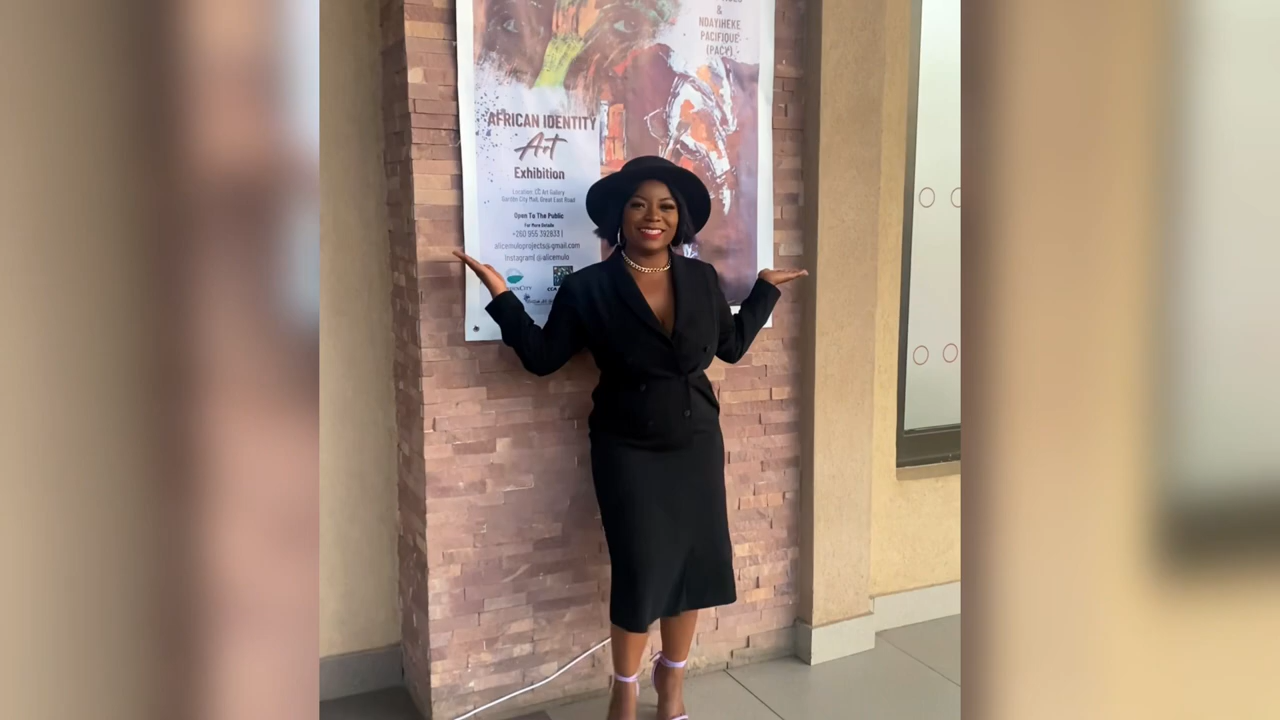 &
NDAYIHEKE
PACIFIQUE
(PACY)
AFRICAN IDENTITY
Art
Exhibition
Location: CC Art Gallery
Garden City Mall, Great East Road
Open To The Public
For More Details
+260 955 392833 |
alicemuloprojects@gmail.com
Instagram| @alicemulo